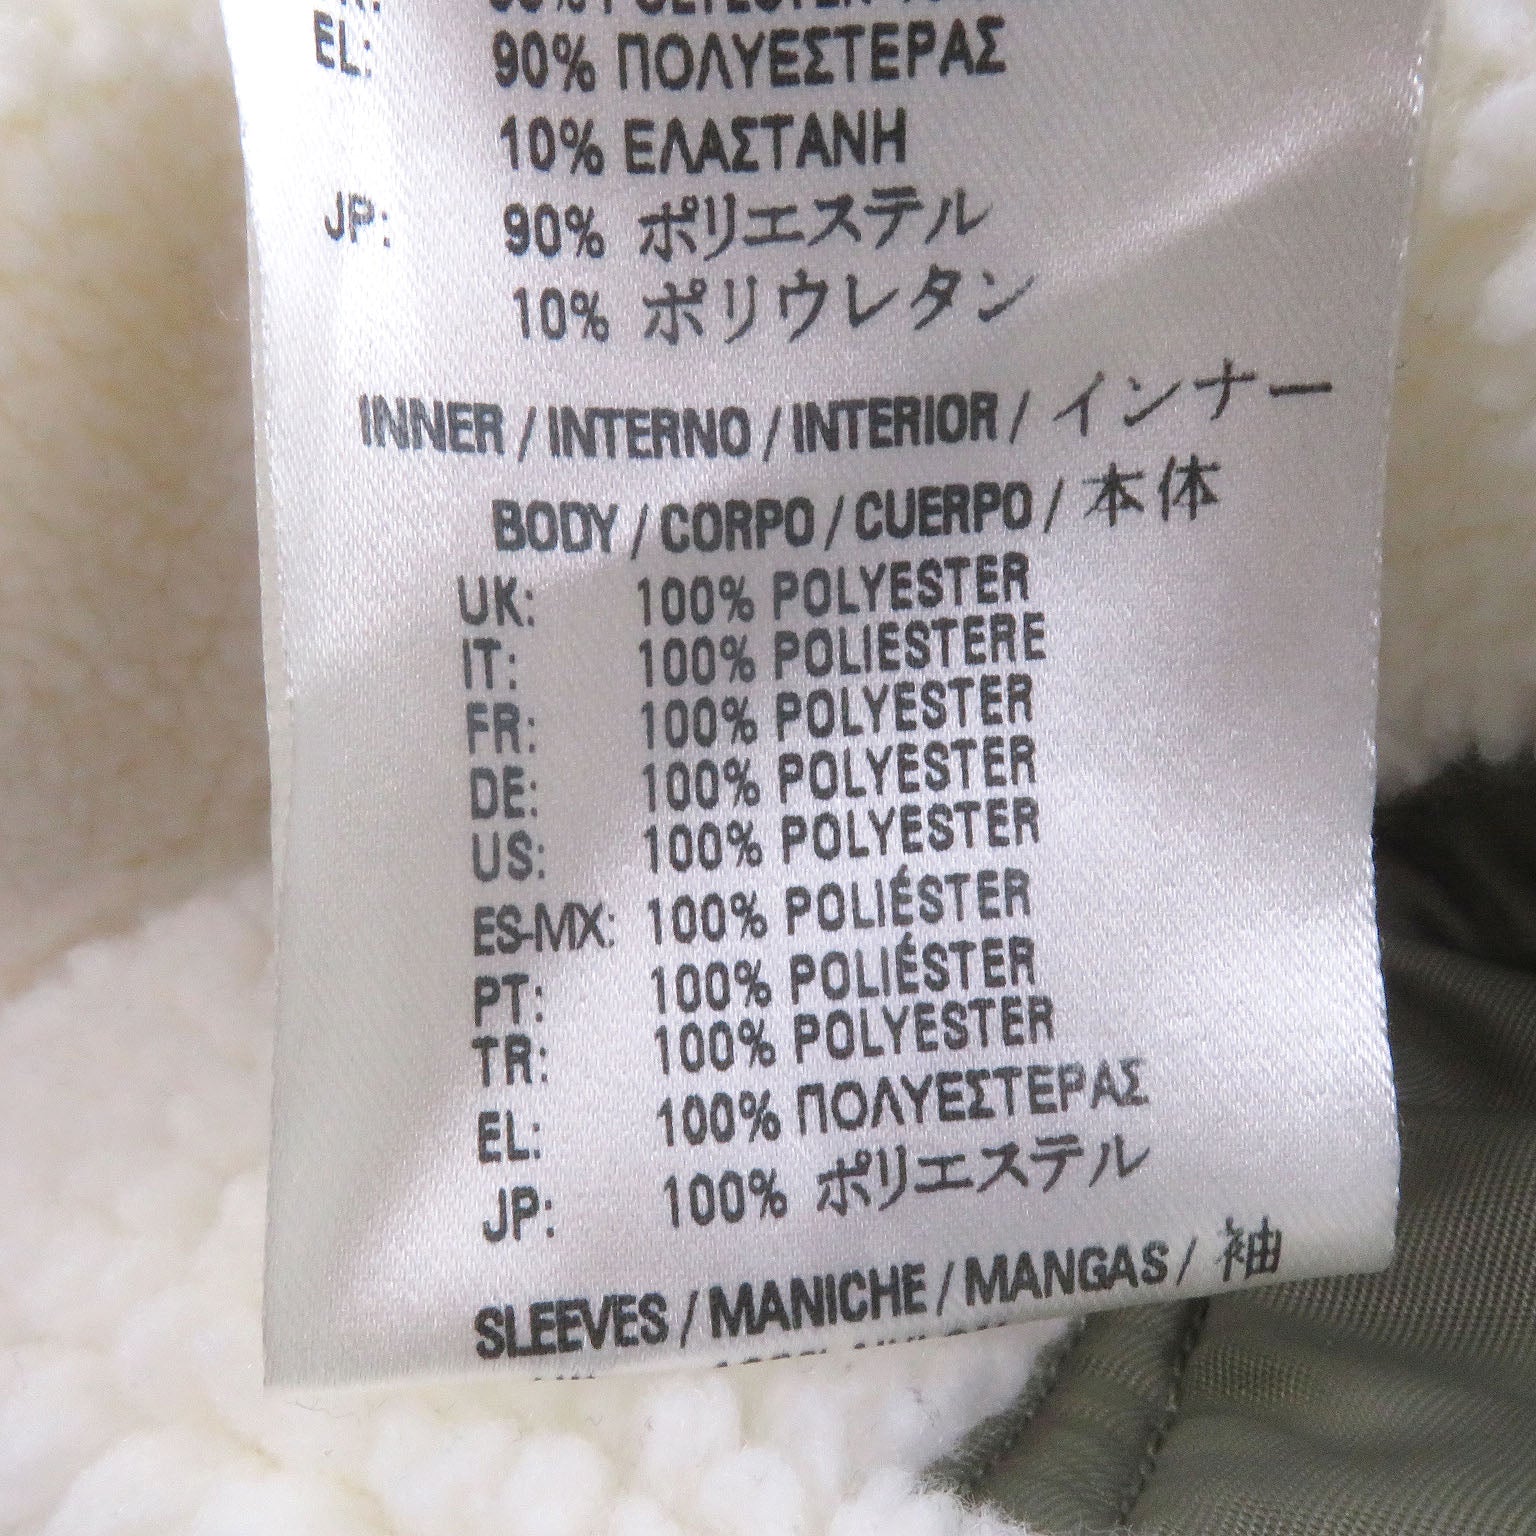 EL: 90% ΠΟΛΥΕΣΤΕΡΑΣ
10% ΕΛΑΣΤΑΝΗ
JP: 90% ポリエステル
10% ポリウレタン
INNER / INTERNO / INTERIOR / インナー
BODY / CORPO / CUERPO / 本体
UK: 100% POLYESTER
IT: 100% POLIESTERE
FR: 100% POLYESTER
DE: 100% POLYESTER
US: 100% POLYESTER
ES-MX: 100% POLIÉSTER
PT: 100% POLIÉSTER
TR: 100% POLYESTER
EL: 100% ΠΟΛΥΕΣΤΕΡΑΣ
JP: 100% ポリエステル
SLEEVES / MANICHE / MANGAS / 袖